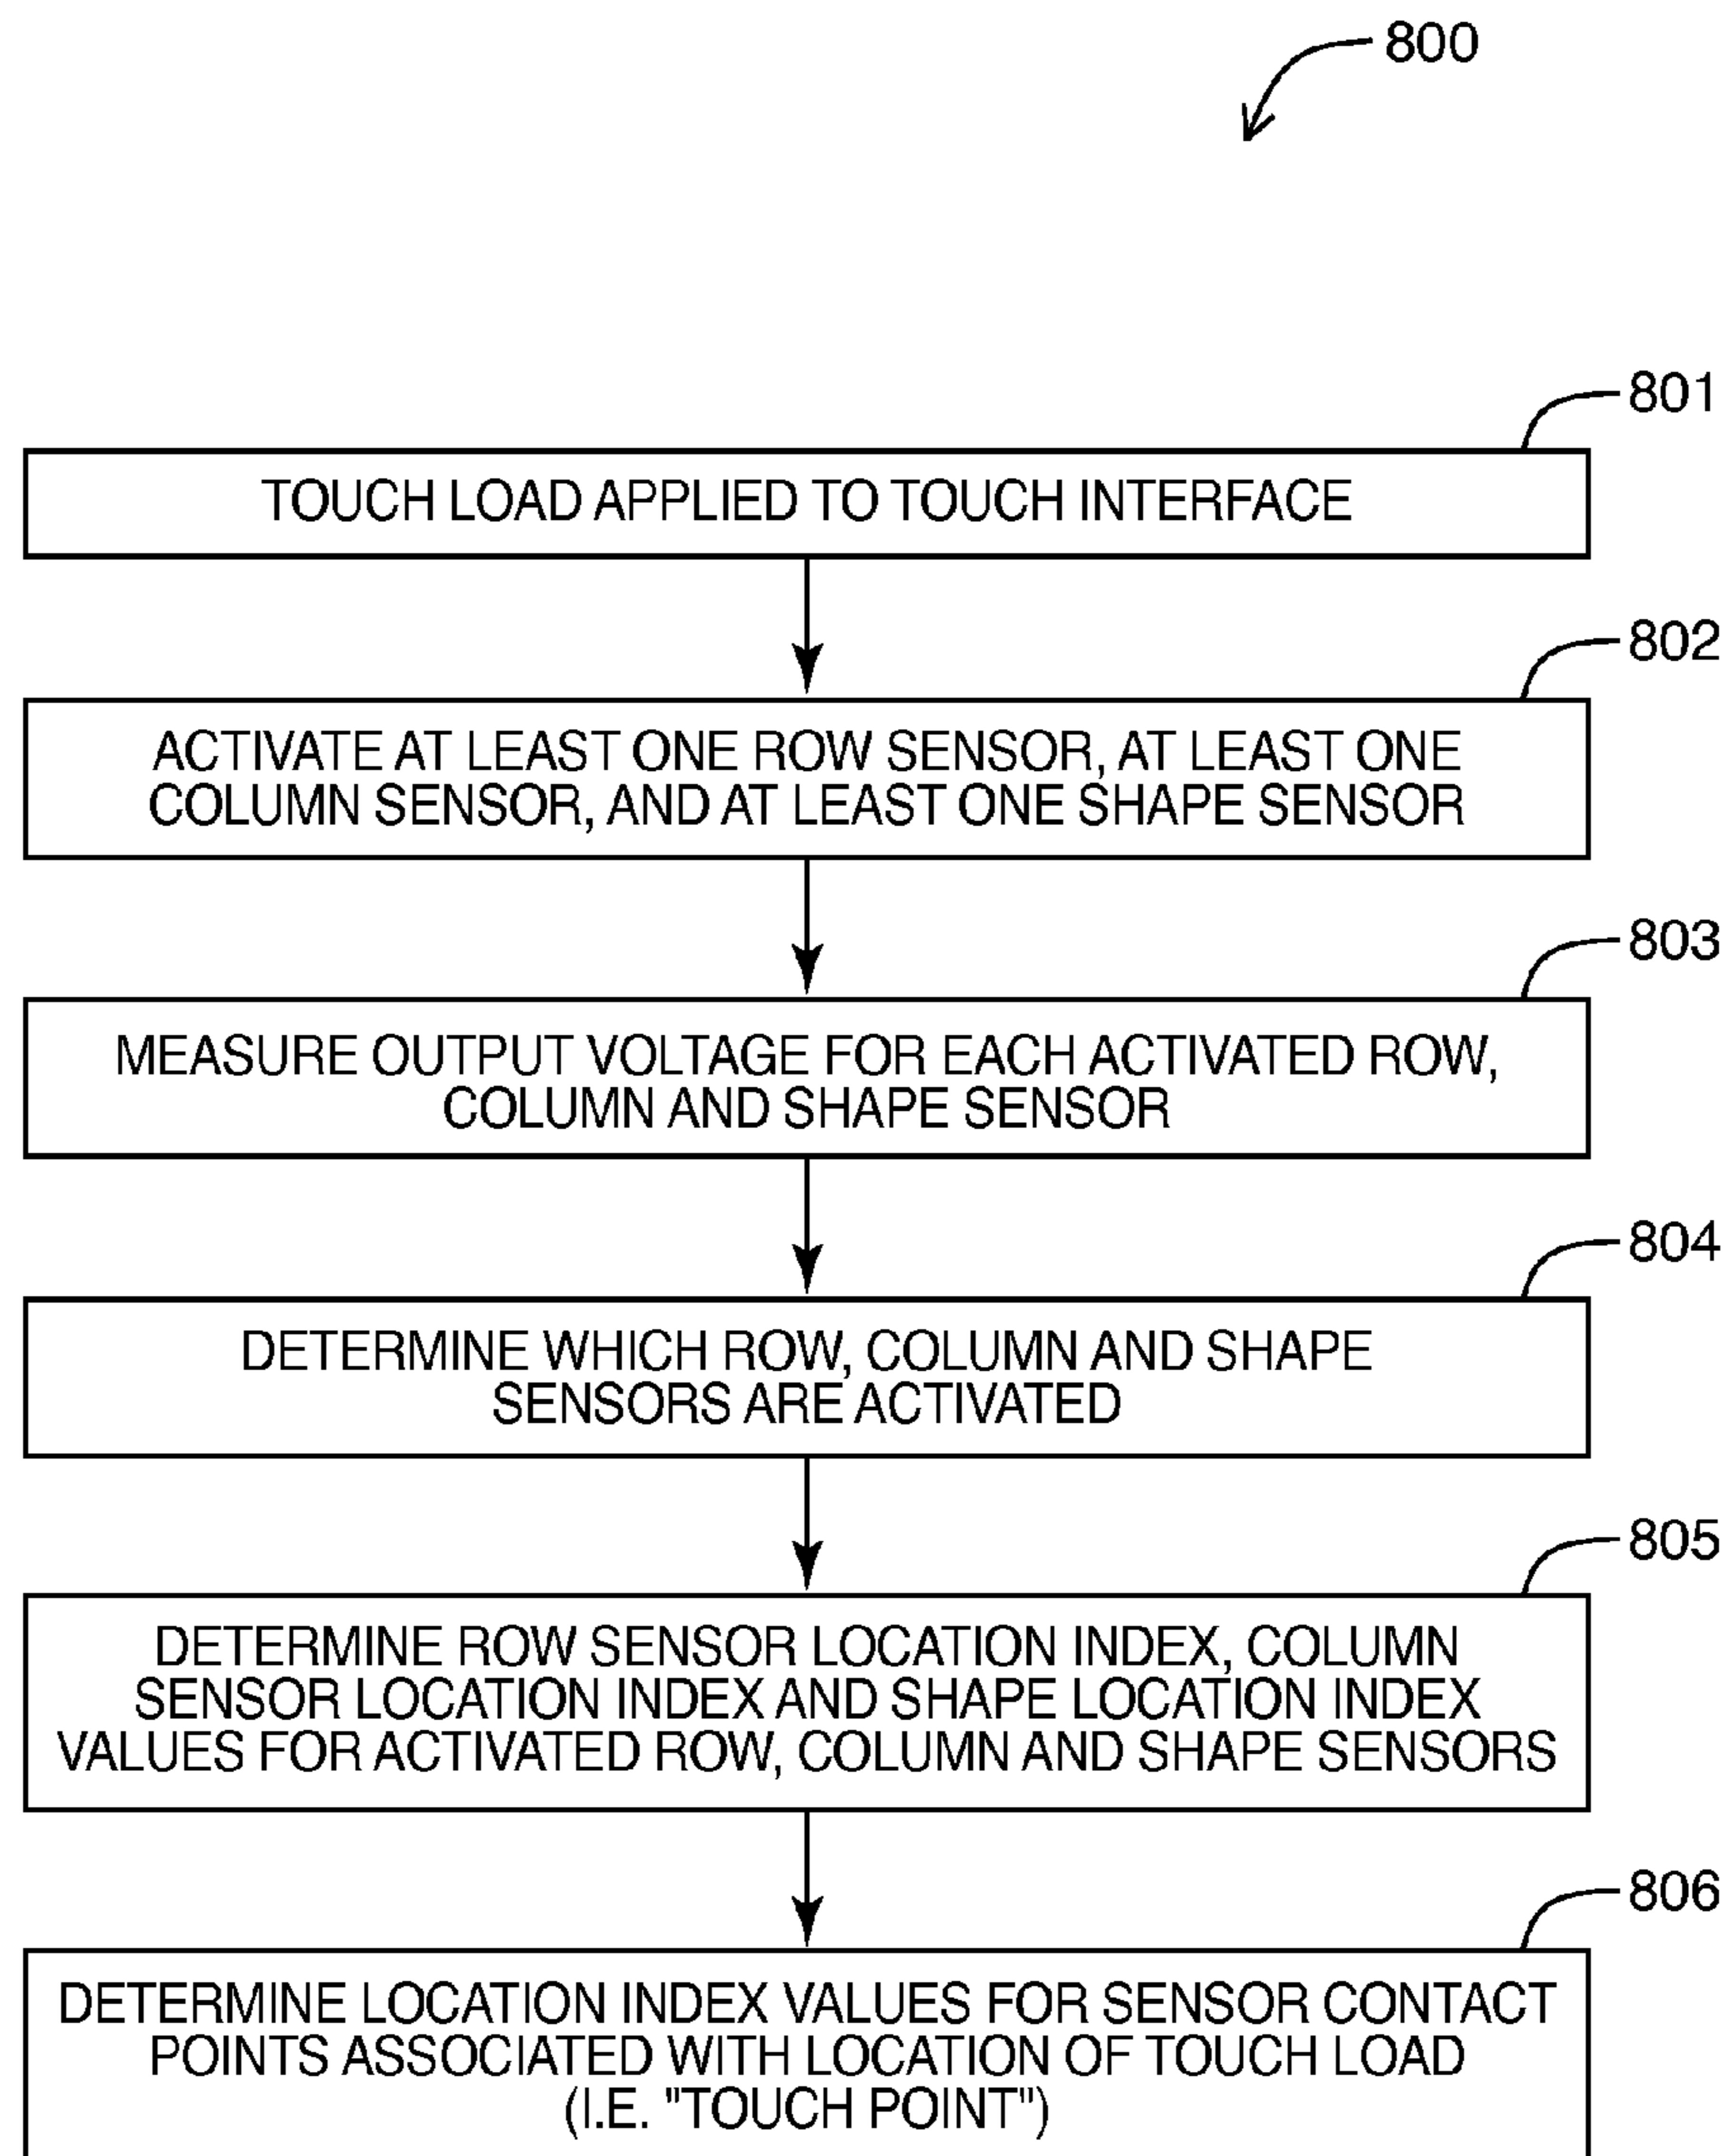 800
801
TOUCH LOAD APPLIED TO TOUCH INTERFACE
802
ACTIVATE AT LEAST ONE ROW SENSOR, AT LEAST ONE
COLUMN SENSOR, AND AT LEAST ONE SHAPE SENSOR
803
MEASURE OUTPUT VOLTAGE FOR EACH ACTIVATED ROW,
COLUMN AND SHAPE SENSOR
804
DETERMINE WHICH ROW, COLUMN AND SHAPE
SENSORS ARE ACTIVATED
805
DETERMINE ROW SENSOR LOCATION INDEX, COLUMN
SENSOR LOCATION INDEX AND SHAPE LOCATION INDEX
VALUES FOR ACTIVATED ROW, COLUMN AND SHAPE SENSORS
806
DETERMINE LOCATION INDEX VALUES FOR SENSOR CONTACT
POINTS ASSOCIATED WITH LOCATION OF TOUCH LOAD
(I.E. "TOUCH POINT")